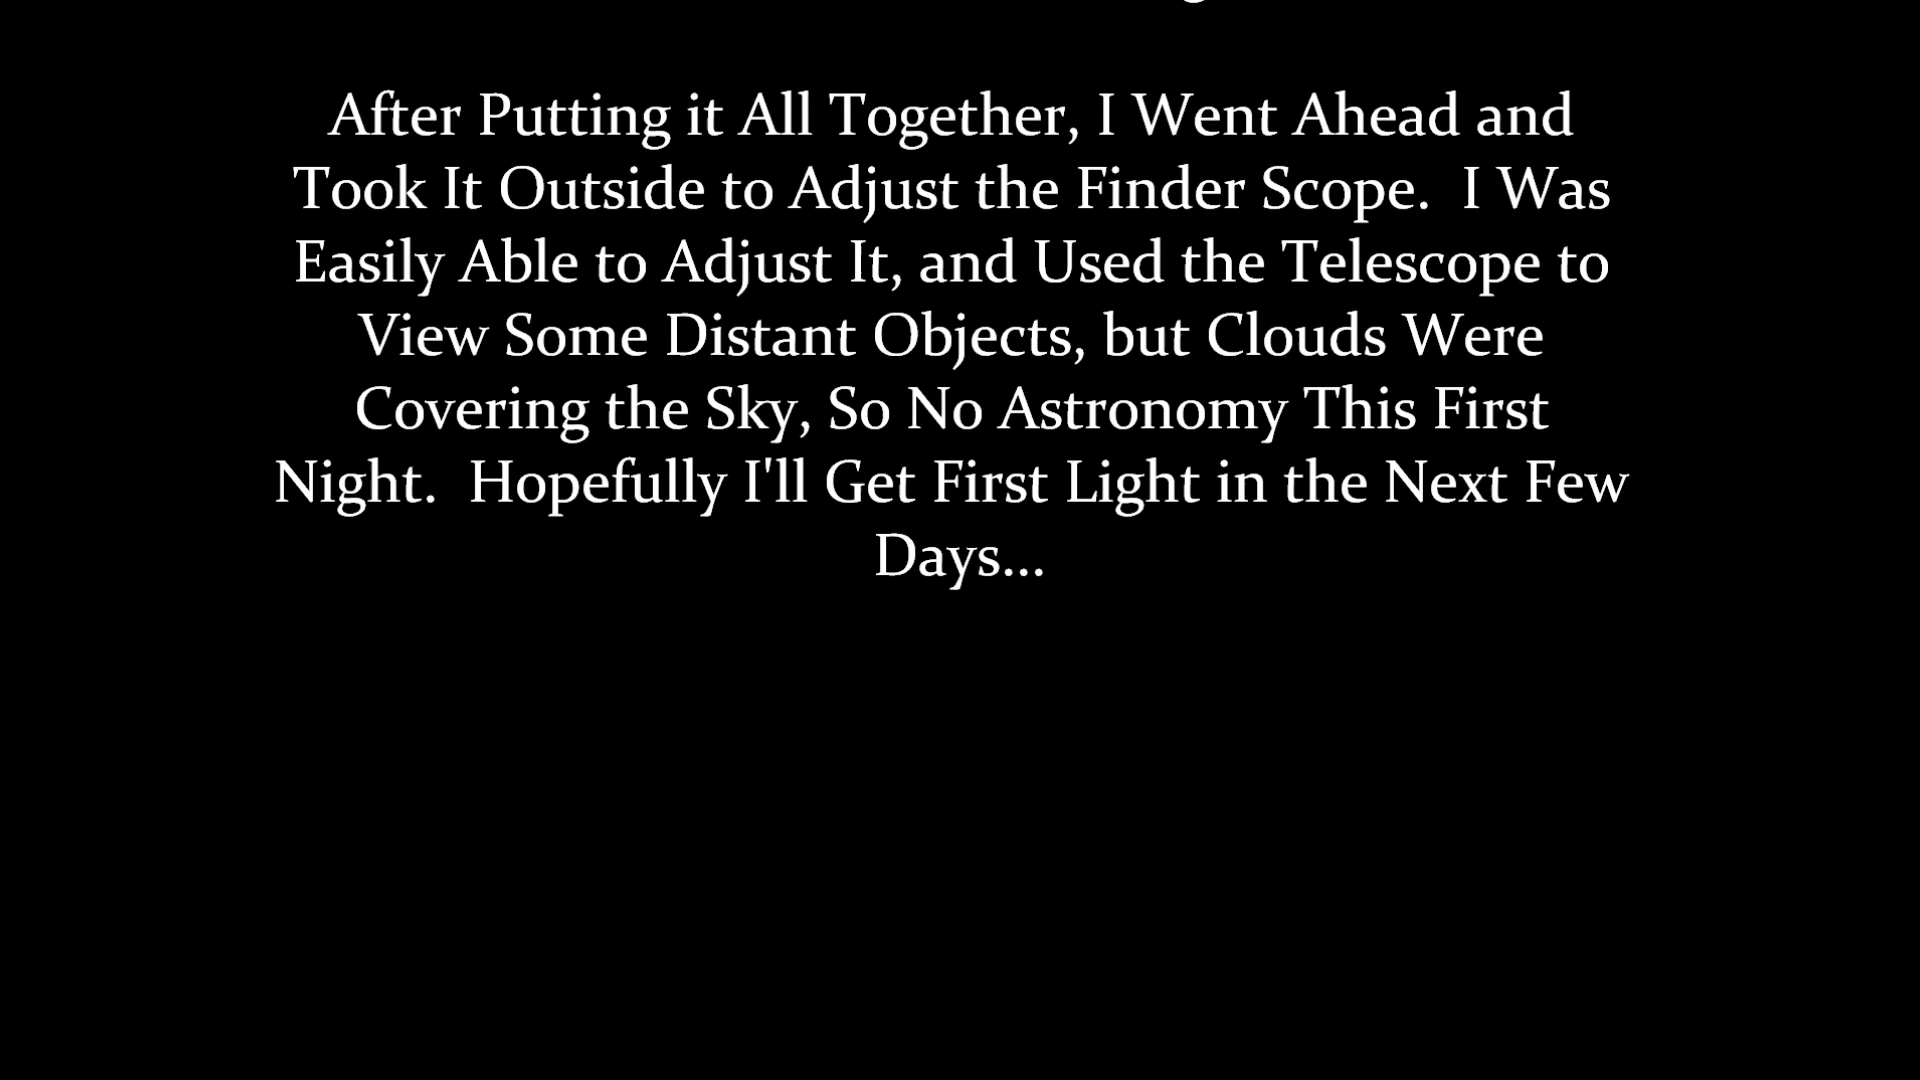 After Putting it All Together, I Went Ahead and
Took It Outside to Adjust the Finder Scope.  I Was
Easily Able to Adjust It, and Used the Telescope to
View Some Distant Objects, but Clouds Were
Covering the Sky, So No Astronomy This First
Night.  Hopefully I'll Get First Light in the Next Few
Days...